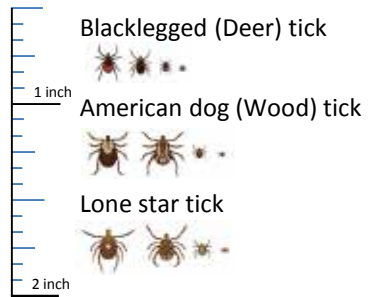 Blacklegged (Deer) tick
1 inch
American dog (Wood) tick
Lone star tick
2 inch